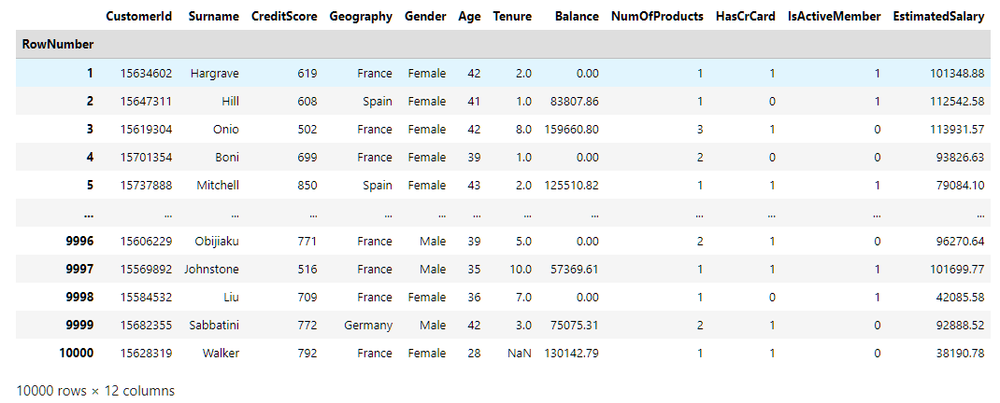 CustomerId Surname CreditScore Geography Gender Age Tenure Balance NumOfProducts HasCrCard IsActiveMember EstimatedSalary
RowNumber
1 15634602 Hargrave 619 France Female 42 2.0 0.00 1 1 1 101348.88
2 15647311 Hill 608 Spain Female 41 1.0 83807.86 1 0 1 112542.58
3 15619304 Onio 502 France Female 42 8.0 159660.80 3 1 0 113931.57
4 15701354 Boni 699 France Female 39 1.0 0.00 2 0 0 93826.63
5 15737888 Mitchell 850 Spain Female 43 2.0 125510.82 1 1 1 79084.10
... ... ... ... ... ... ... ... ... ... ... ... ...
9996 15606229 Obijiaku 771 France Male 39 5.0 0.00 2 1 0 96270.64
9997 15569892 Johnstone 516 France Male 35 10.0 57369.61 1 1 1 101699.77
9998 15584532 Liu 709 France Female 36 7.0 0.00 1 0 1 42085.58
9999 15682355 Sabbatini 772 Germany Male 42 3.0 75075.31 2 1 0 92888.52
10000 15628319 Walker 792 France Female 28 NaN 130142.79 1 1 0 38190.78
10000 rows × 12 columns